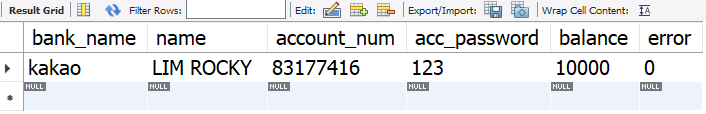 Result Grid Filter Rows: Edit: Export/Import: Wrap Cell Content: IA
bank_name name account_num acc_password balance error
kakao LIM ROCKY 83177416 123 10000 0
NULL NULL NULL NULL NULL NULL